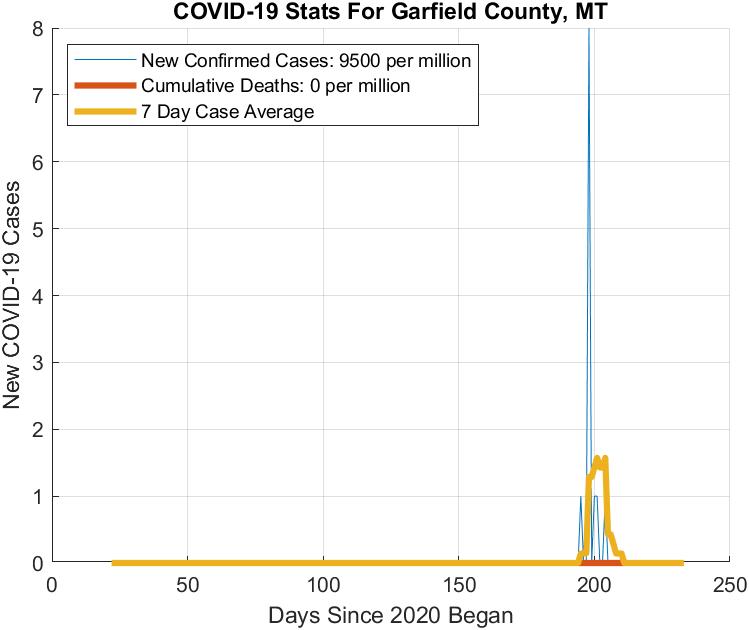 COVID-19 Stats For Garfield County, MT
New Confirmed Cases: 9500 per million
Cumulative Deaths: 0 per million
7 Day Case Average
New COVID-19 Cases
8
7
6
5
4
3
2
1
0
0 50 100 150 200 250
Days Since 2020 Began